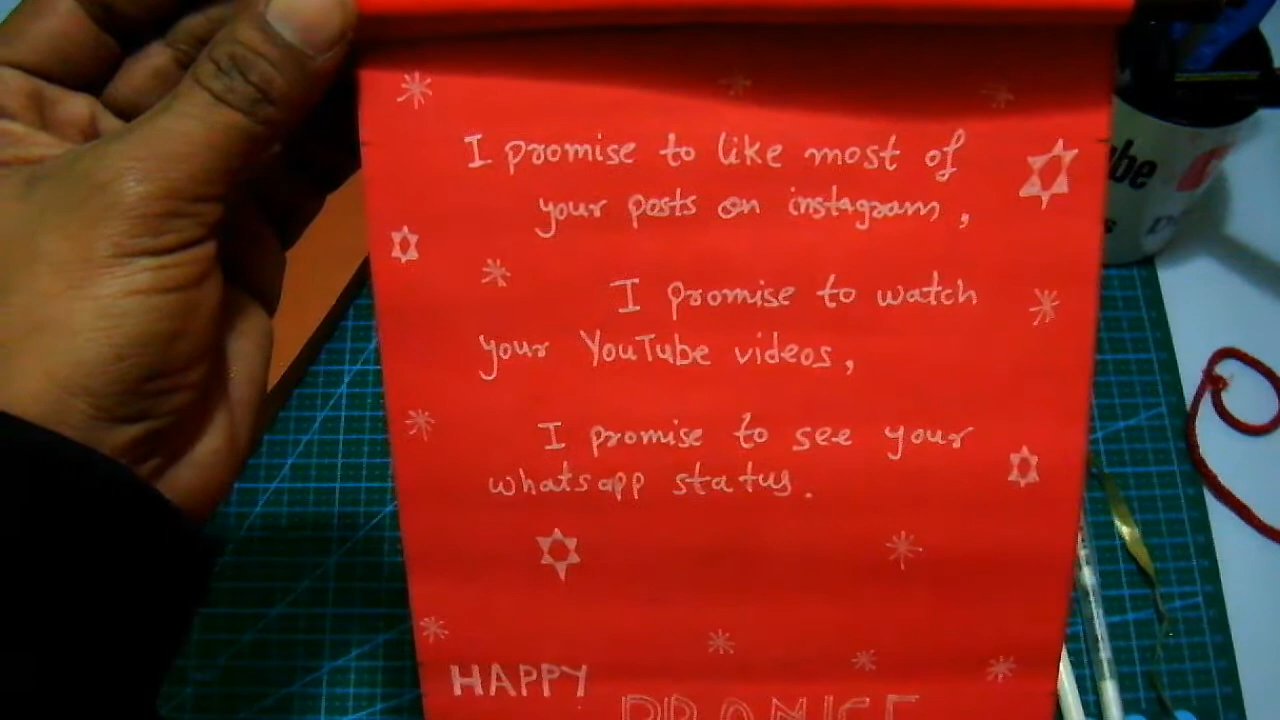 I promise to like most of
your posts on instagram,
I promise to watch
your YouTube videos,
I promise to see your
whatsapp status.
HAPPY
PROMISE